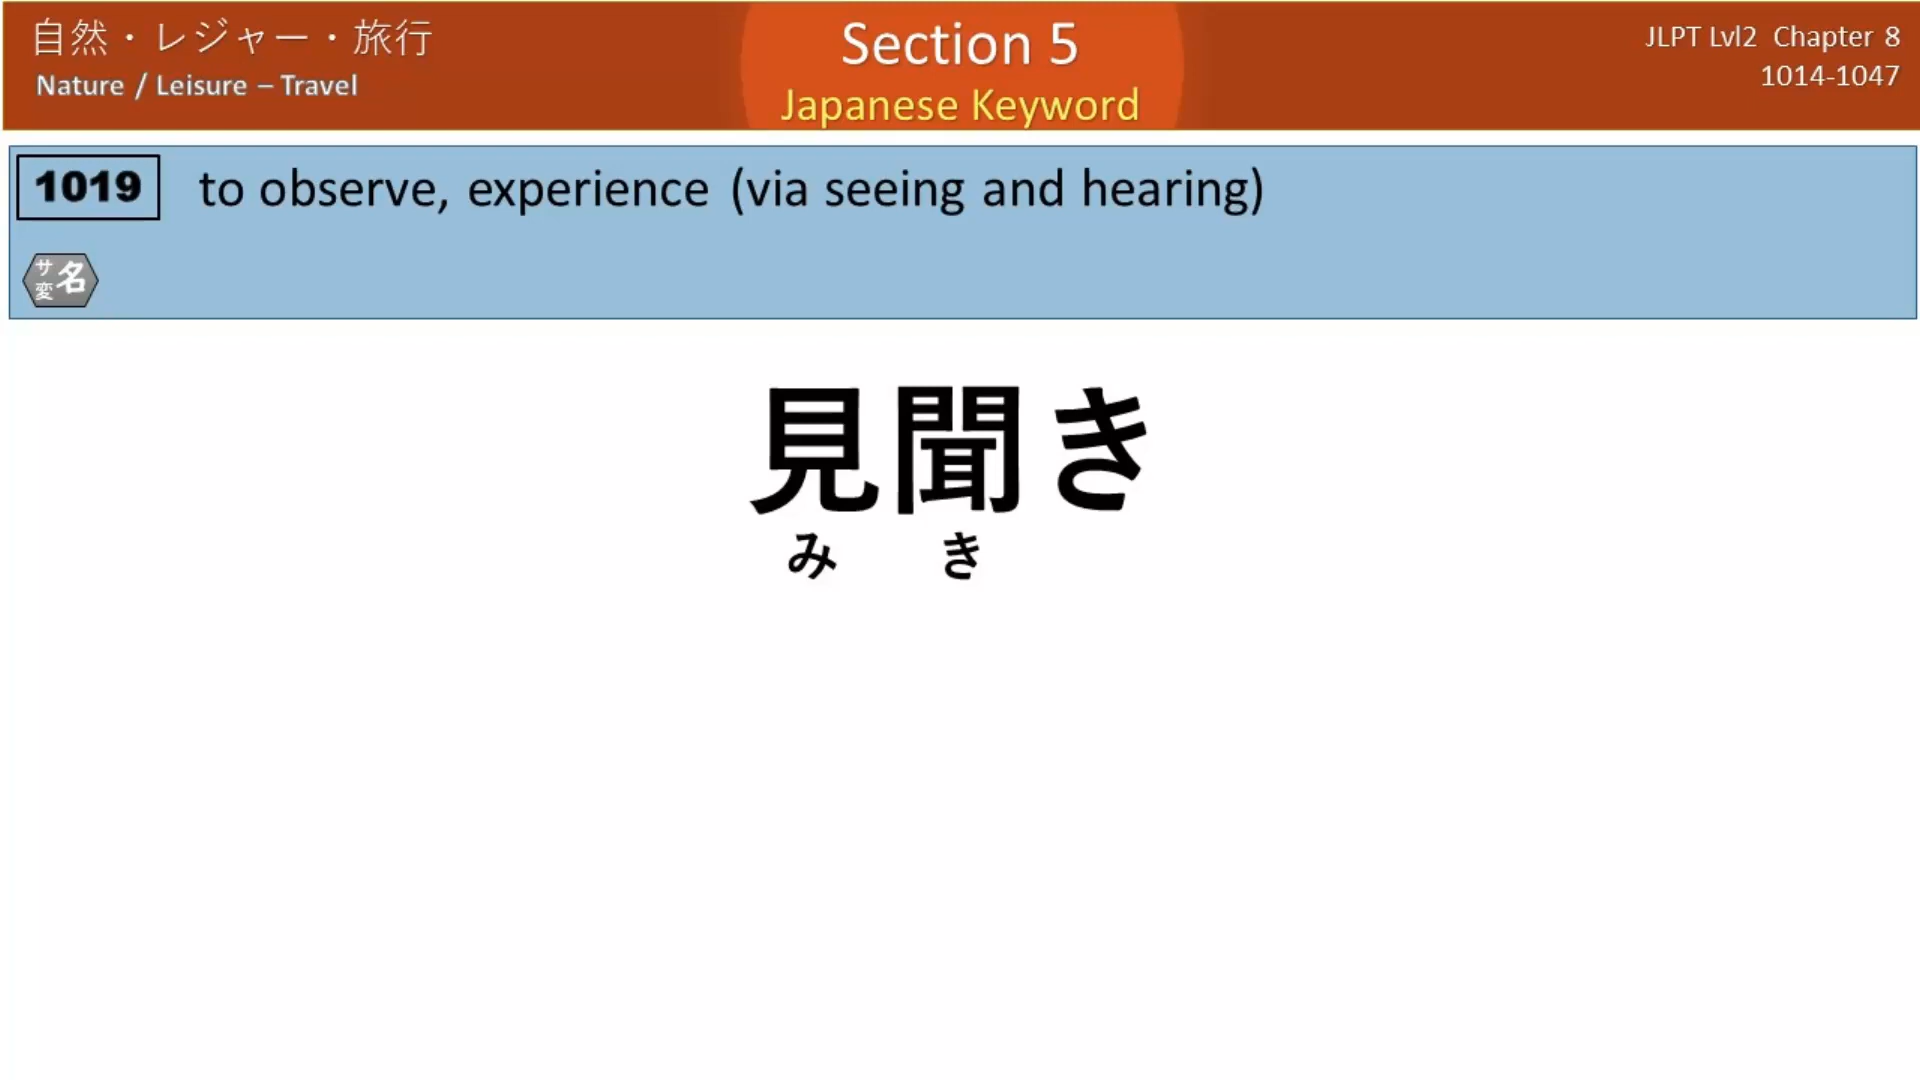 自然・レジャー・旅行
Nature / Leisure – Travel
Section 5
Japanese Keyword
JLPT Lvl2 Chapter 8
1014-1047
1019 to observe, experience (via seeing and hearing)
サ変名
見聞き
み き